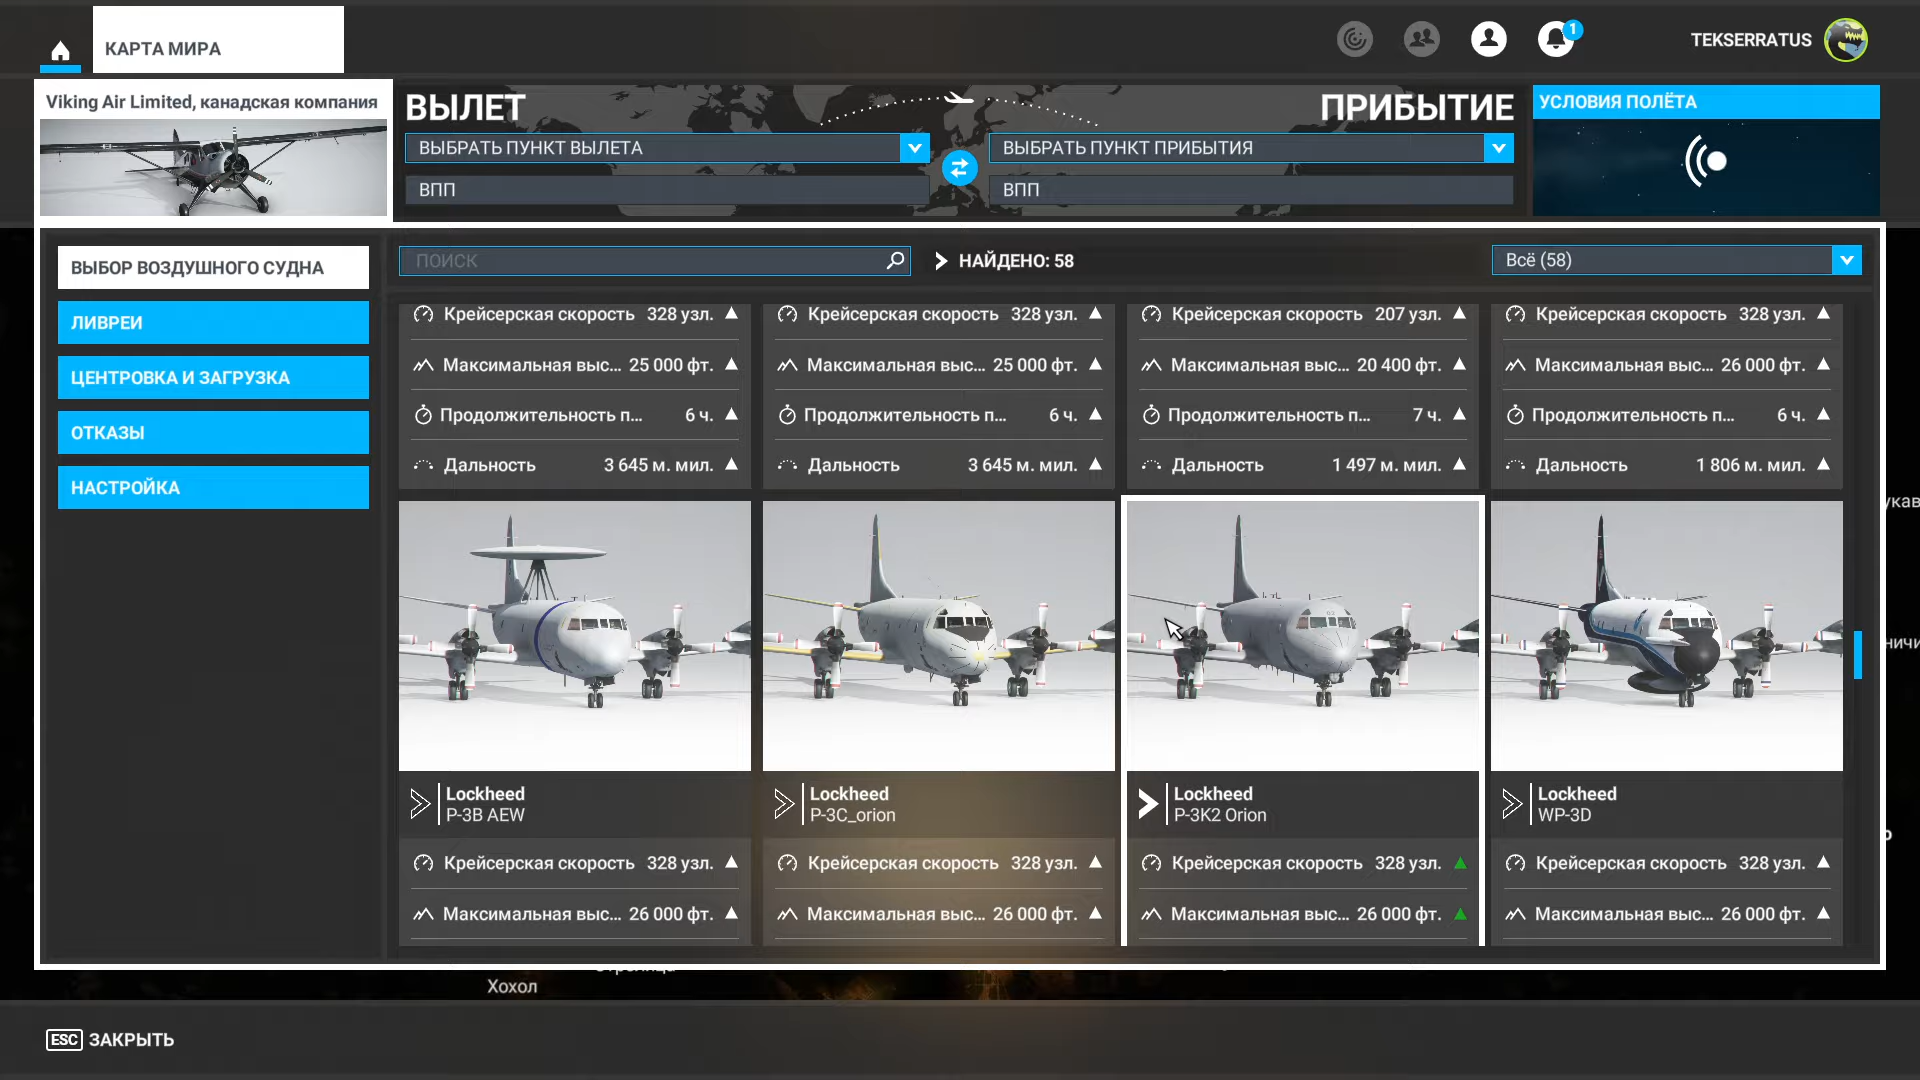 КАРТА МИРА
1
TEKSERRATUS
Viking Air Limited, канадская компания
ВЫЛЕТ
ПРИБЫТИЕ
УСЛОВИЯ ПОЛЁТА
ВЫБРАТЬ ПУНКТ ВЫЛЕТА
ВЫБРАТЬ ПУНКТ ПРИБЫТИЯ
ВПП
ВПП
ВЫБОР ВОЗДУШНОГО СУДНА
ЛИВРЕИ
ЦЕНТРОВКА И ЗАГРУЗКА
ОТКАЗЫ
НАСТРОЙКА
ПОИСК
НАЙДЕНО: 58
Всё (58)
Крейсерская скорость 328 узл.
Максимальная выс... 25 000 фт.
Продолжительность п... 6 ч.
Дальность 3 645 м. мил.
Крейсерская скорость 328 узл.
Максимальная выс... 25 000 фт.
Продолжительность п... 6 ч.
Дальность 3 645 м. мил.
Крейсерская скорость 207 узл.
Максимальная выс... 20 400 фт.
Продолжительность п... 7 ч.
Дальность 1 497 м. мил.
Крейсерская скорость 328 узл.
Максимальная выс... 26 000 фт.
Продолжительность п... 6 ч.
Дальность 1 806 м. мил.
Lockheed
P-3B AEW
Крейсерская скорость 328 узл.
Максимальная выс... 26 000 фт.
Lockheed
P-3C_orion
Крейсерская скорость 328 узл.
Максимальная выс... 26 000 фт.
Lockheed
P-3K2 Orion
Крейсерская скорость 328 узл.
Максимальная выс... 26 000 фт.
Lockheed
WP-3D
Крейсерская скорость 328 узл.
Максимальная выс... 26 000 фт.
Хохол
ESC ЗАКРЫТЬ